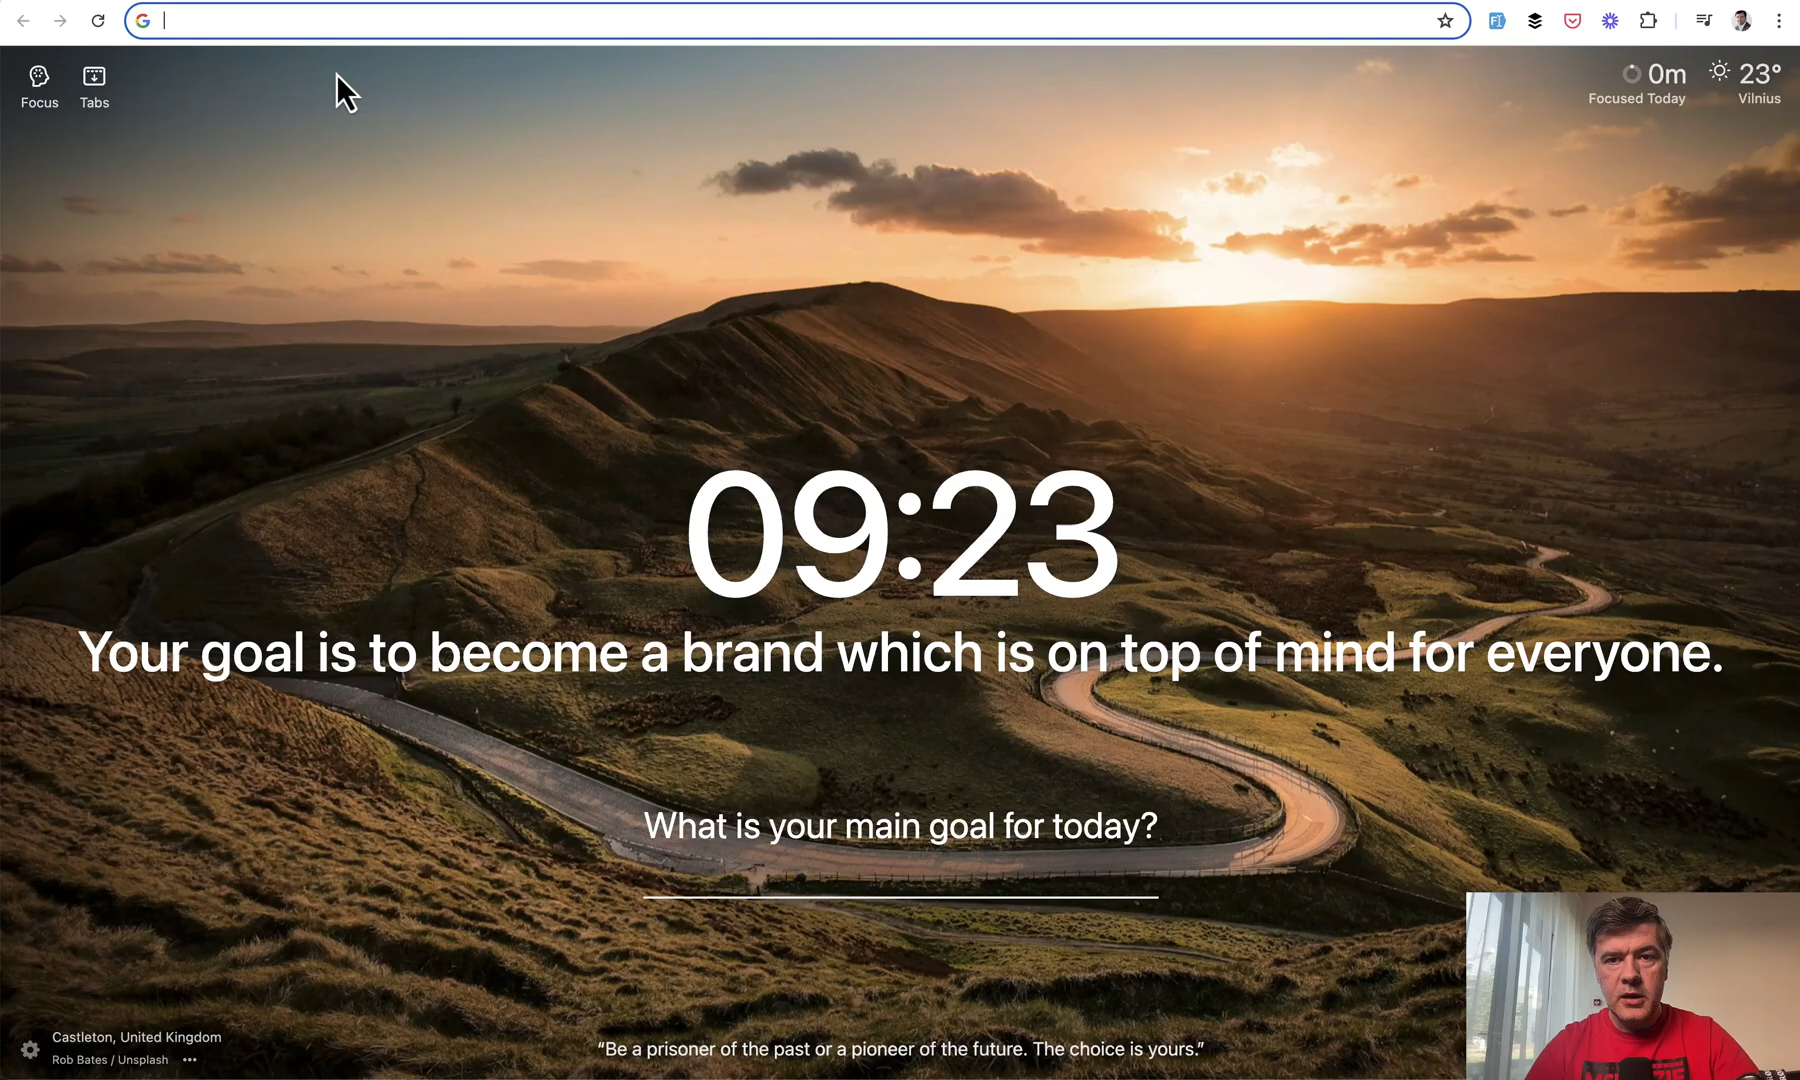 Focus
Tabs
0m
Focused Today
23°
Vilnius
09:23
Your goal is to become a brand which is on top of mind for everyone.
What is your main goal for today?
Castleton, United Kingdom
Rob Bates / Unsplash
“Be a prisoner of the past or a pioneer of the future. The choice is yours.”